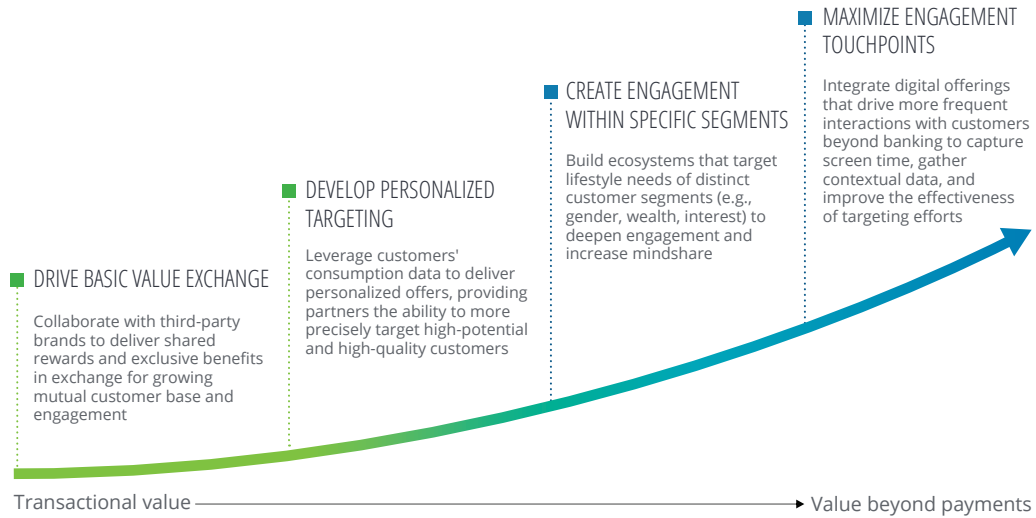 DRIVE BASIC VALUE EXCHANGE
Collaborate with third-party
brands to deliver shared
rewards and exclusive benefits
in exchange for growing
mutual customer base and
engagement
DEVELOP PERSONALIZED
TARGETING
Leverage customers'
consumption data to deliver
personalized offers, providing
partners the ability to more
precisely target high-potential
and high-quality customers
CREATE ENGAGEMENT
WITHIN SPECIFIC SEGMENTS
Build ecosystems that target
lifestyle needs of distinct
customer segments (e.g.,
gender, wealth, interest) to
deepen engagement and
increase mindshare
MAXIMIZE ENGAGEMENT
TOUCHPOINTS
Integrate digital offerings
that drive more frequent
interactions with customers
beyond banking to capture
screen time, gather
contextual data, and
improve the effectiveness
of targeting efforts
Transactional value
Value beyond payments